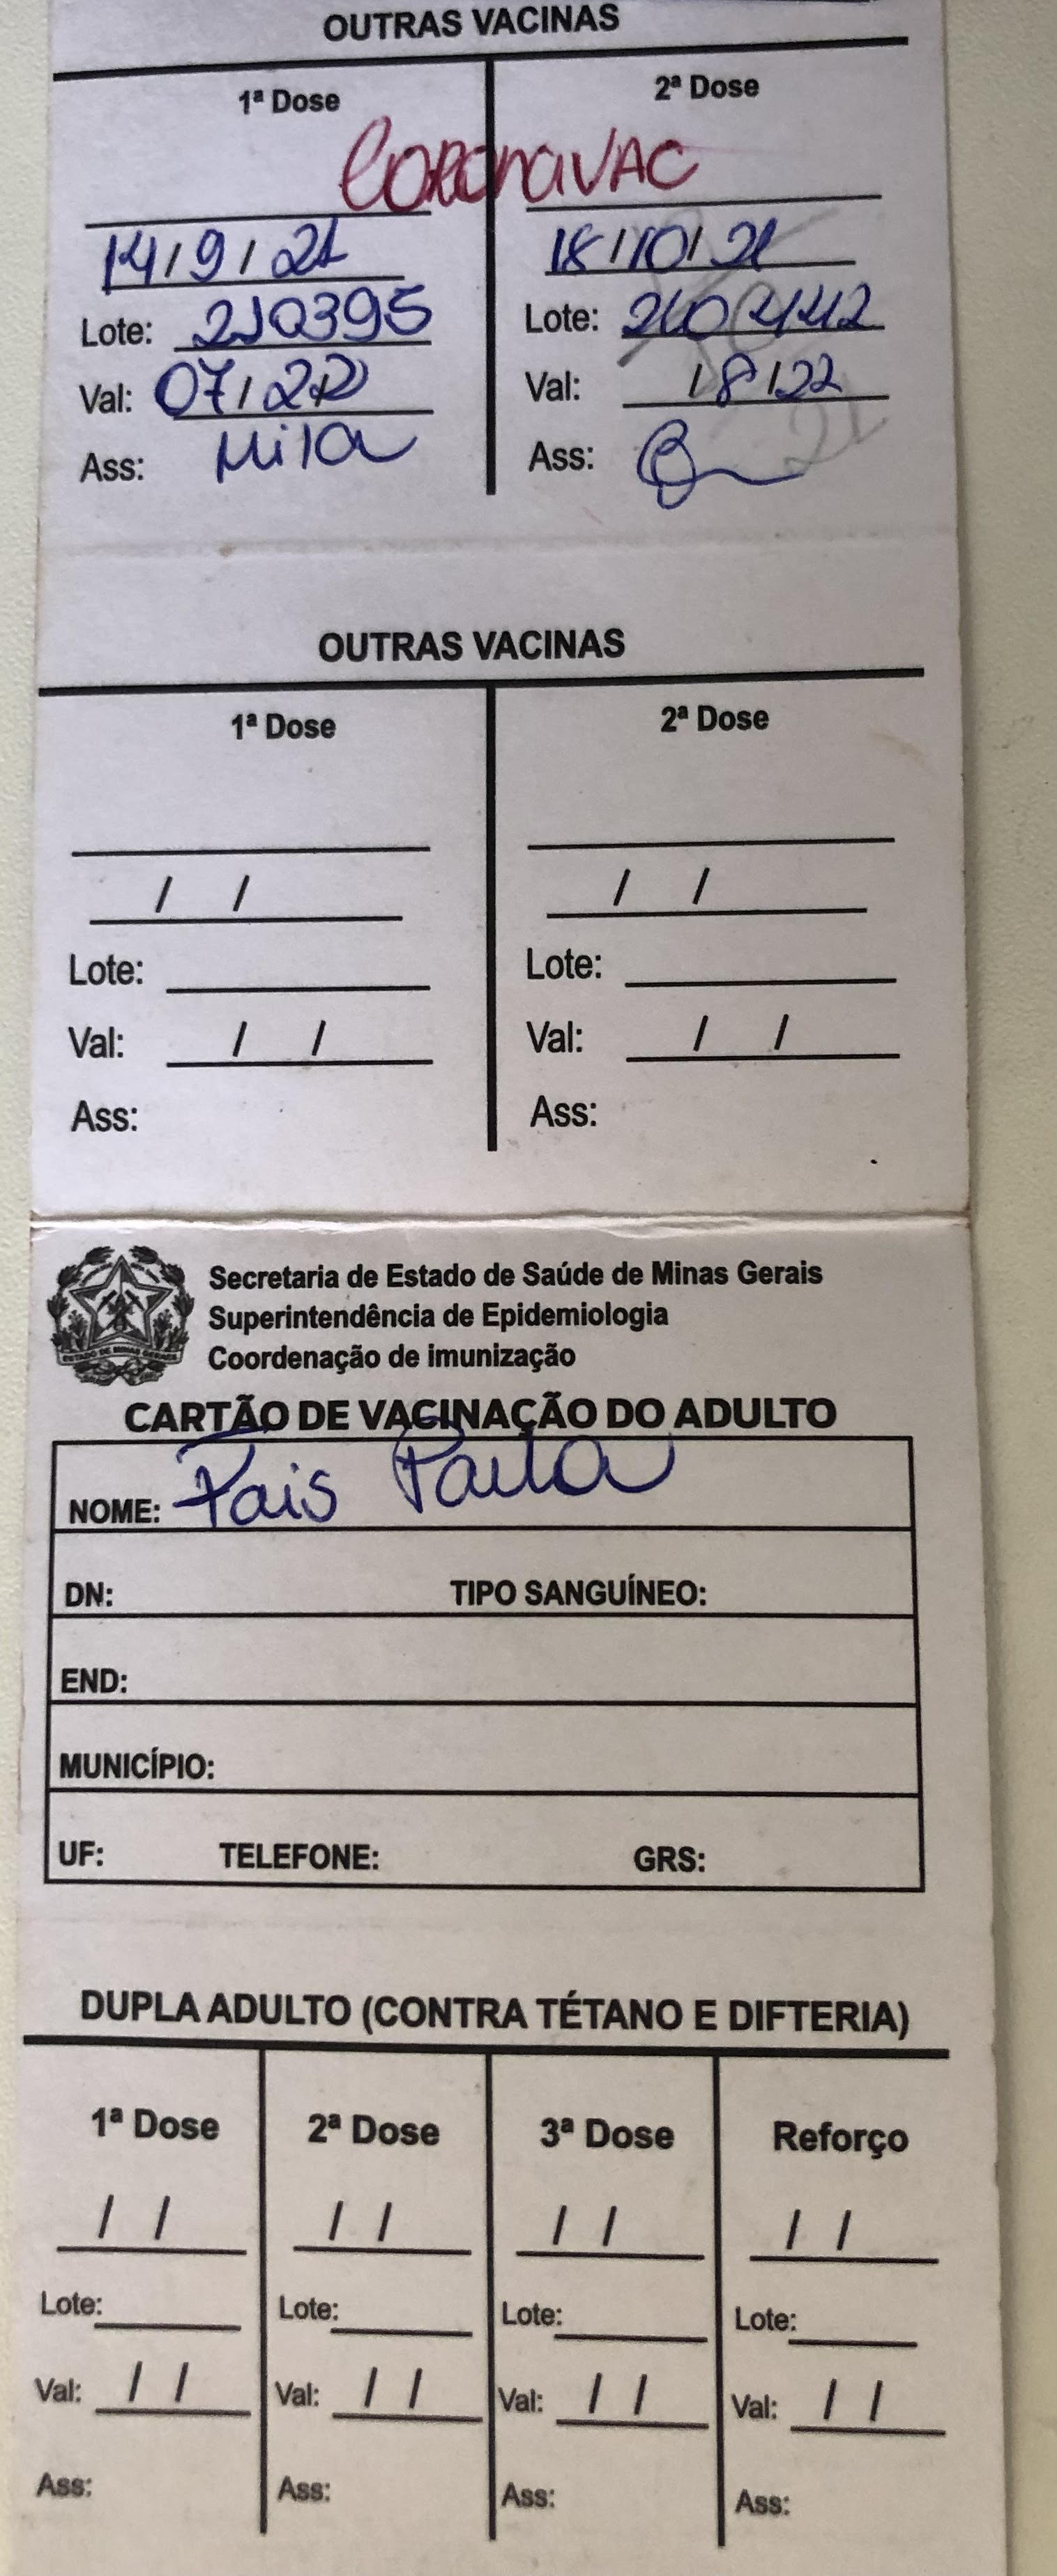 OUTRAS VACINAS
1ª Dose 2ª Dose
CORONAVAC
14/9/21 18/10/21
Lote: 210395 Lote:
Val: 07/22 Val: /8/22
Ass: Mila Ass:
OUTRAS VACINAS
1ª Dose 2ª Dose
/ / / /
Lote: Lote:
Val: / / Val: / /
Ass: Ass:
ESTADO DE MINAS GERAIS
Secretaria de Estado de Saúde de Minas Gerais
Superintendência de Epidemiologia
Coordenação de imunização
CARTÃO DE VACINAÇÃO DO ADULTO
NOME: Tais Paula
DN: TIPO SANGUÍNEO:
END:
MUNICÍPIO:
UF: TELEFONE: GRS:
DUPLA ADULTO (CONTRA TÉTANO E DIFTERIA)
1ª Dose 2ª Dose 3ª Dose Reforço
/ / / / / / / /
Lote: Lote: Lote: Lote:
Val: / / Val: / / Val: / / Val: / /
Ass: Ass: Ass: Ass: